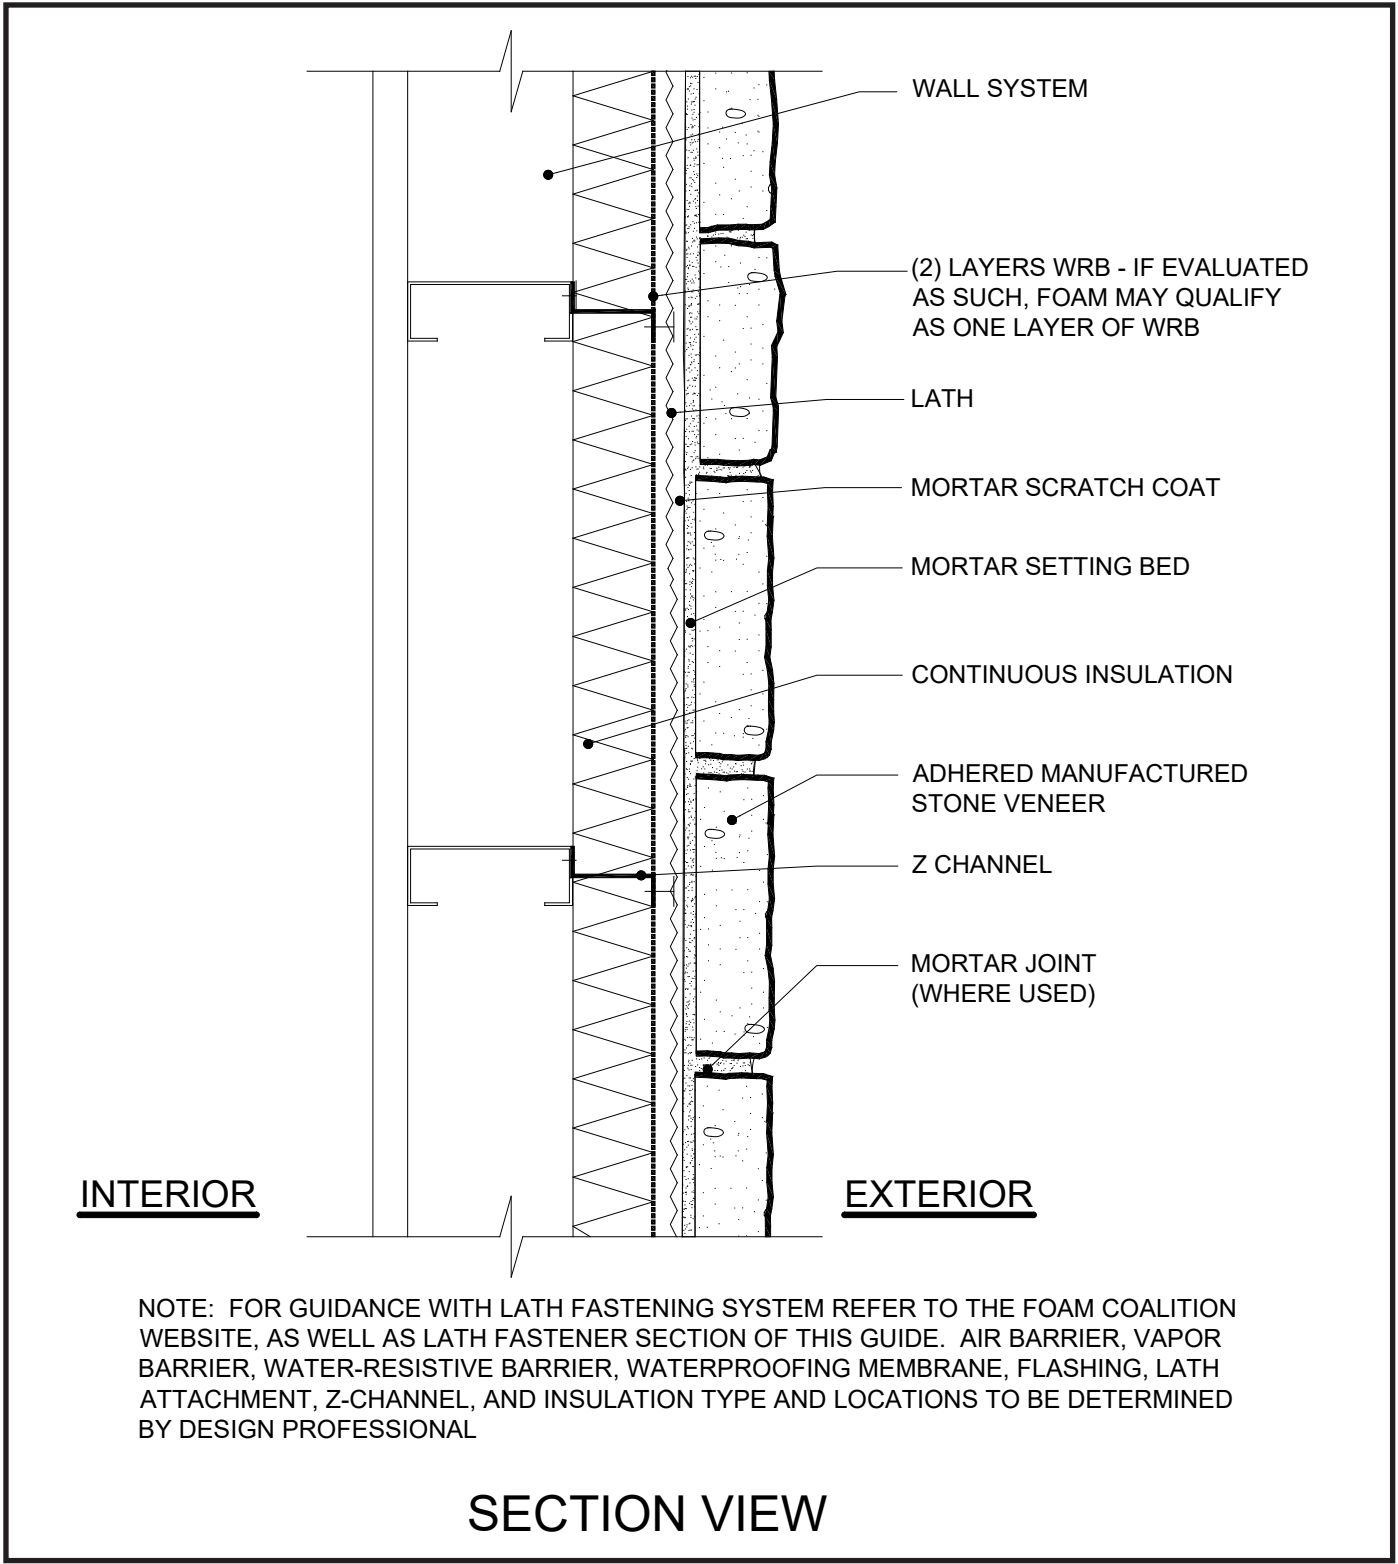 WALL SYSTEM
(2) LAYERS WRB - IF EVALUATED
AS SUCH, FOAM MAY QUALIFY
AS ONE LAYER OF WRB
LATH
MORTAR SCRATCH COAT
MORTAR SETTING BED
CONTINUOUS INSULATION
ADHERED MANUFACTURED
STONE VENEER
Z CHANNEL
MORTAR JOINT
(WHERE USED)
INTERIOR
EXTERIOR
NOTE: FOR GUIDANCE WITH LATH FASTENING SYSTEM REFER TO THE FOAM COALITION
WEBSITE, AS WELL AS LATH FASTENER SECTION OF THIS GUIDE. AIR BARRIER, VAPOR
BARRIER, WATER-RESISTIVE BARRIER, WATERPROOFING MEMBRANE, FLASHING, LATH
ATTACHMENT, Z-CHANNEL, AND INSULATION TYPE AND LOCATIONS TO BE DETERMINED
BY DESIGN PROFESSIONAL
SECTION VIEW